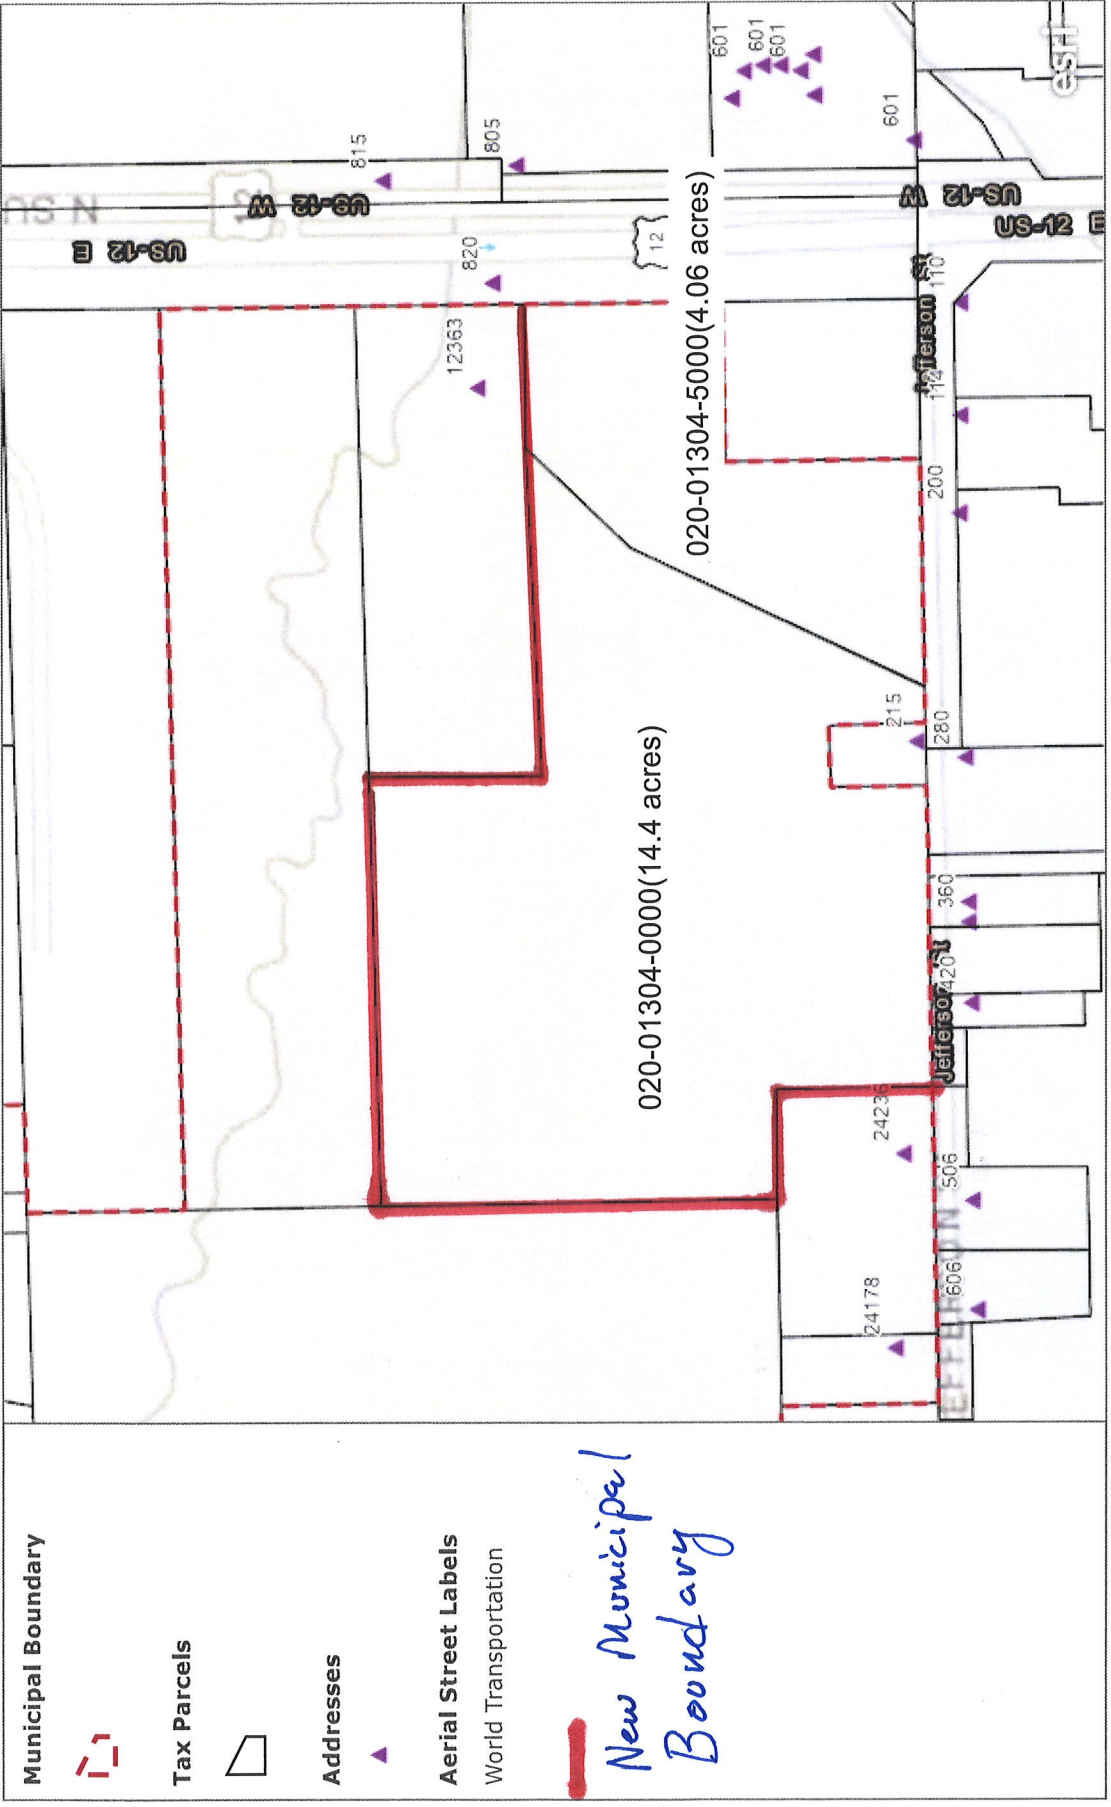 Municipal Boundary
Tax Parcels
Addresses
Aerial Street Labels
World Transportation
New Municipal
Boundary
601
601
601
601
815
805
US-12 W
US-12 E
12
820
12
US-12 W
US-12 E
12363
020-01304-5000(4.06 acres)
Jefferson St
110
114
200
215
280
020-01304-0000(14.4 acres)
360
420
Jefferson St
24236
506
24178
606
esri